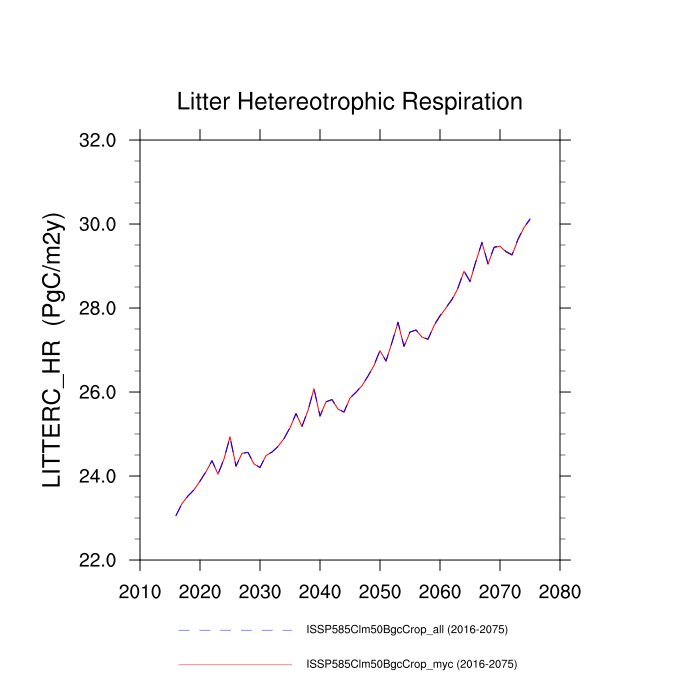 Litter Hetereotrophic Respiration
LITTERC_HR (PgC/m2y)
32.0
30.0
28.0
26.0
24.0
22.0
2010 2020 2030 2040 2050 2060 2070 2080
ISSP585Clm50BgcCrop_all (2016-2075)
ISSP585Clm50BgcCrop_myc (2016-2075)